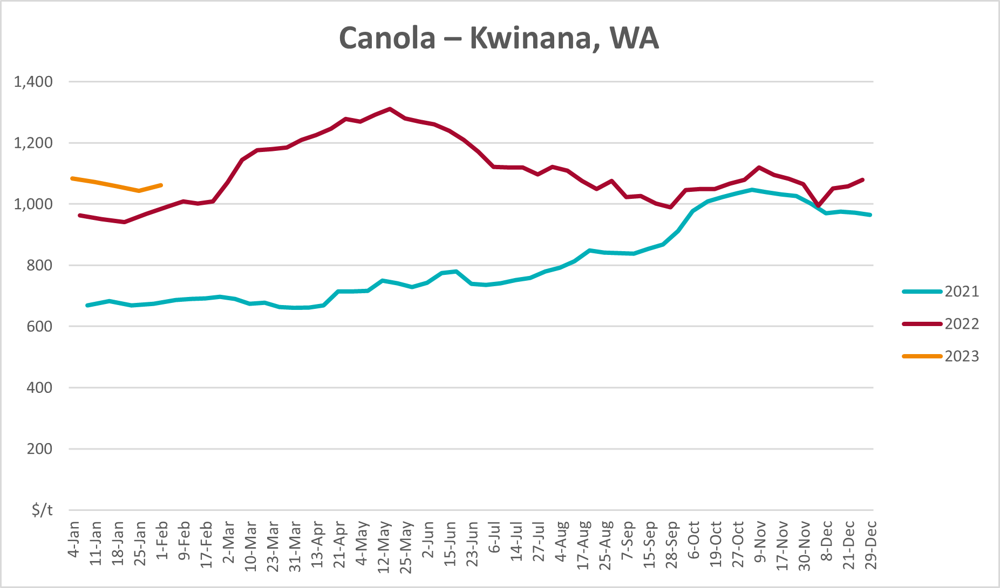 Canola – Kwinana, WA
1,400
1,200
1,000
800
600
400
200
$/t
2021
2022
2023
4-Jan
11-Jan
18-Jan
25-Jan
1-Feb
9-Feb
17-Feb
2-Mar
10-Mar
23-Mar
31-Mar
13-Apr
21-Apr
4-May
12-May
25-May
2-Jun
15-Jun
23-Jun
6-Jul
14-Jul
27-Jul
4-Aug
17-Aug
25-Aug
7-Sep
15-Sep
28-Sep
6-Oct
19-Oct
27-Oct
9-Nov
17-Nov
30-Nov
8-Dec
21-Dec
29-Dec